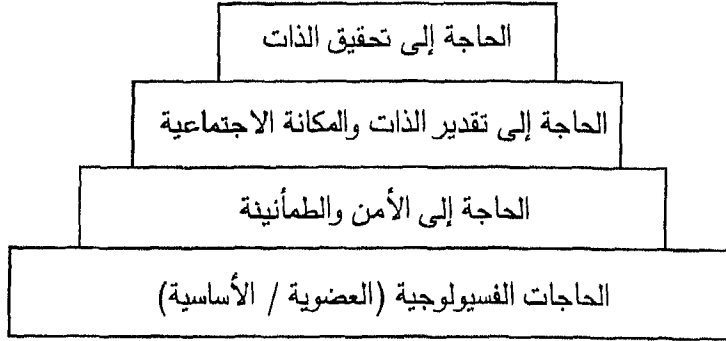 الحاجة إلى تحقيق الذات
الحاجة إلى تقدير الذات والمكانة الاجتماعية
الحاجة إلى الأمن والطمأنينة
الحاجات الفسيولوجية (العضوية / الأساسية)